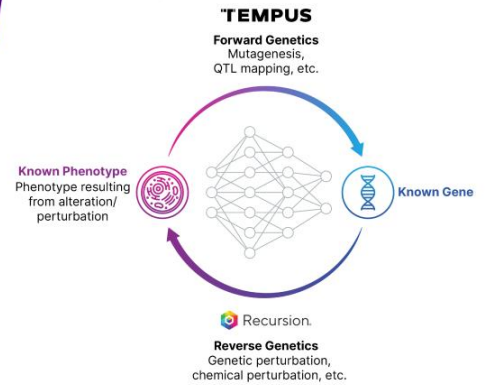 TEMPUS
Forward Genetics
Mutagenesis,
QTL mapping, etc.
Known Phenotype
Phenotype resulting
from alteration/
perturbation
Known Gene
Recursion.
Reverse Genetics
Genetic perturbation,
chemical perturbation, etc.